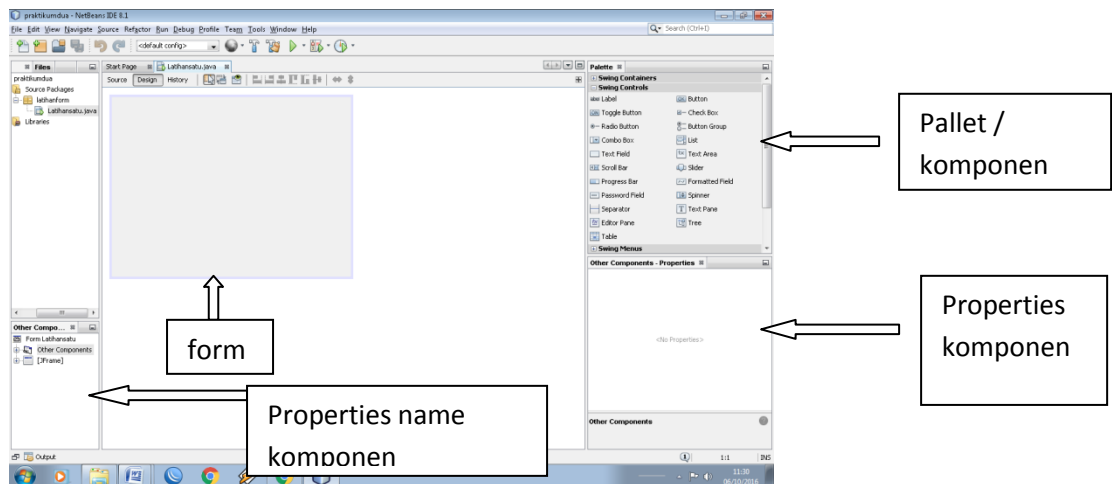 praktikumdua - NetBeans IDE 8.1
File Edit View Navigate Source Refactor Run Debug Profile Team Tools Window Help
Search (Ctrl+I)
<default config>
Files
Start Page
Latihansatu.java
Palette
praktikumdua
Source Packages
latihanform
Latihansatu.java
Libraries
Source Design History
Swing Containers
Swing Controls
Label
Button
Toggle Button
Check Box
Radio Button
Button Group
Combo Box
List
Text Field
Text Area
Scroll Bar
Slider
Progress Bar
Formatted Field
Password Field
Spinner
Separator
Text Pane
Editor Pane
Tree
Table
Swing Menus
Other Components - Properties
<No Properties>
Other Components
Other Compo...
Form Latihansatu
Other Components
[JFrame]
Output
1:1 INS
11:30
06/10/2016
Pallet /
komponen
Properties
komponen
form
Properties name
komponen